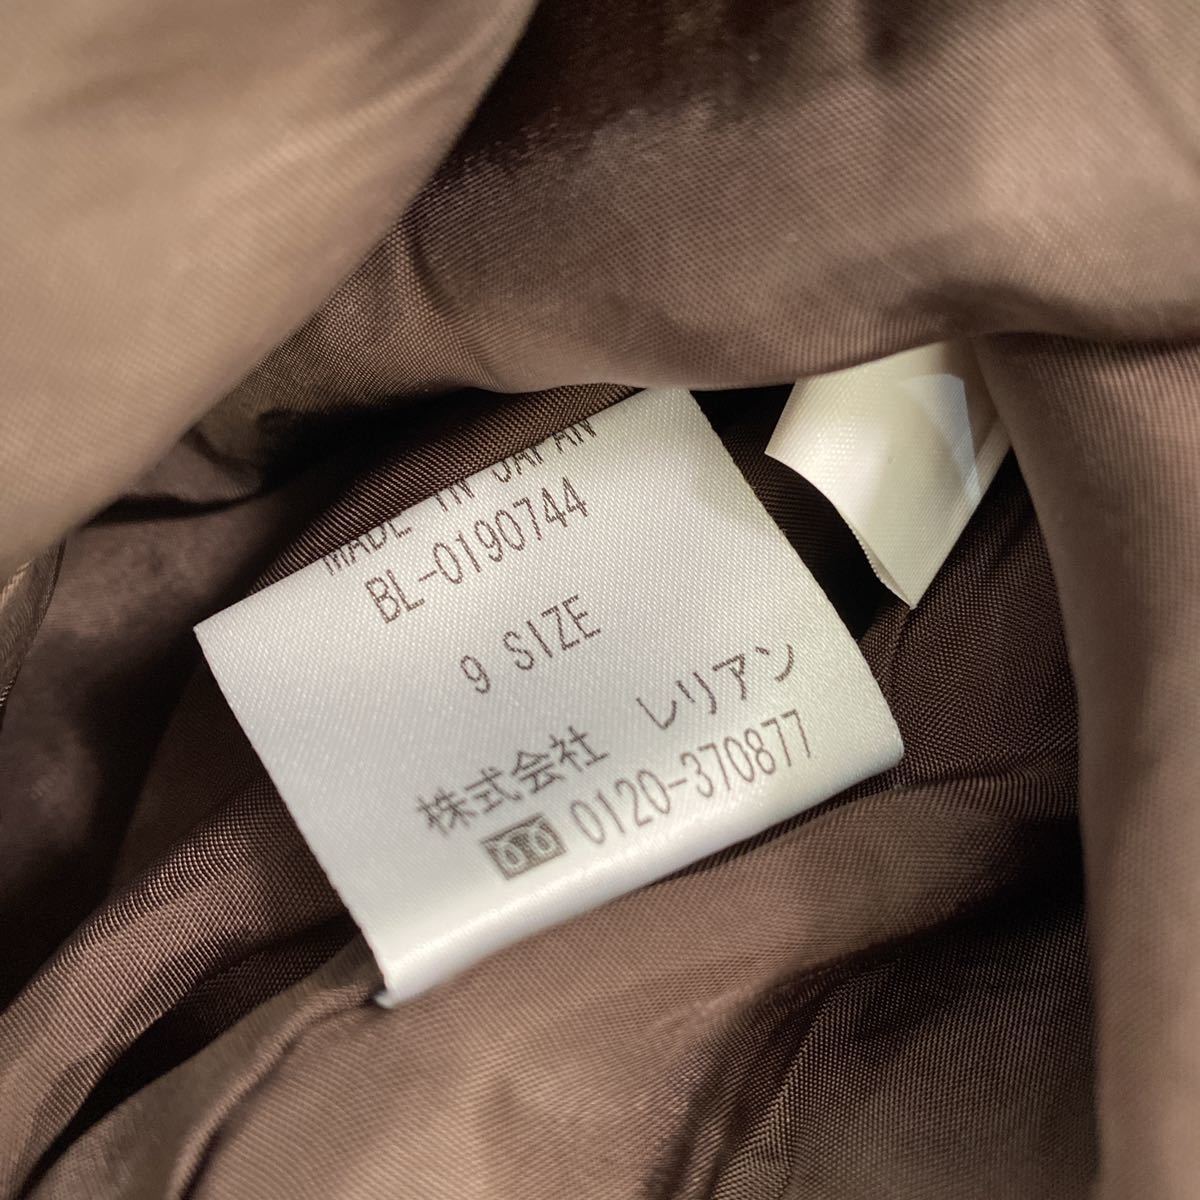 MADE IN JAPAN
BL-0190744
9 SIZE
株式会社 レリアン
0120-370877